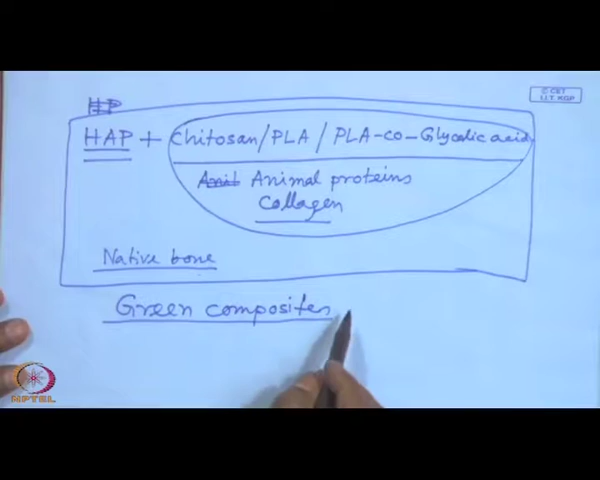 © CET
I.I.T. KGP
HAP + Chitosan/PLA / PLA-co-Glycolic acid
Animal proteins
Collagen
Native bone
Green composites
NPTEL